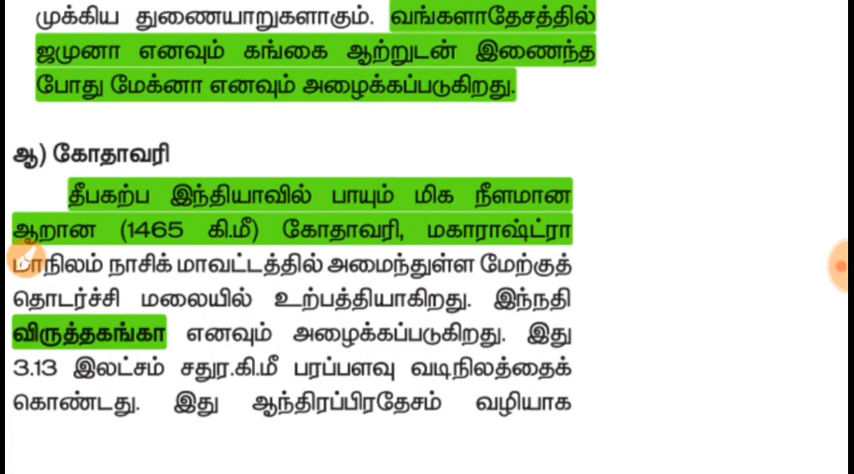 முக்கிய துணையாறுகளாகும். வங்களாதேசத்தில்
ஜமுனா எனவும் கங்கை ஆற்றுடன் இணைந்த
போது மேக்னா எனவும் அழைக்கப்படுகிறது.
ஆ) கோதாவரி
தீபகற்ப இந்தியாவில் பாயும் மிக நீளமான
ஆறான (1465 கி.மீ) கோதாவரி, மகாராஷ்ட்ரா
மாநிலம் நாசிக் மாவட்டத்தில் அமைந்துள்ள மேற்குத்
தொடர்ச்சி மலையில் உற்பத்தியாகிறது. இந்நதி
விருத்தகங்கா எனவும் அழைக்கப்படுகிறது. இது
3.13 இலட்சம் சதுர.கி.மீ பரப்பளவு வடிநிலத்தைக்
கொண்டது. இது ஆந்திரப்பிரதேசம் வழியாக